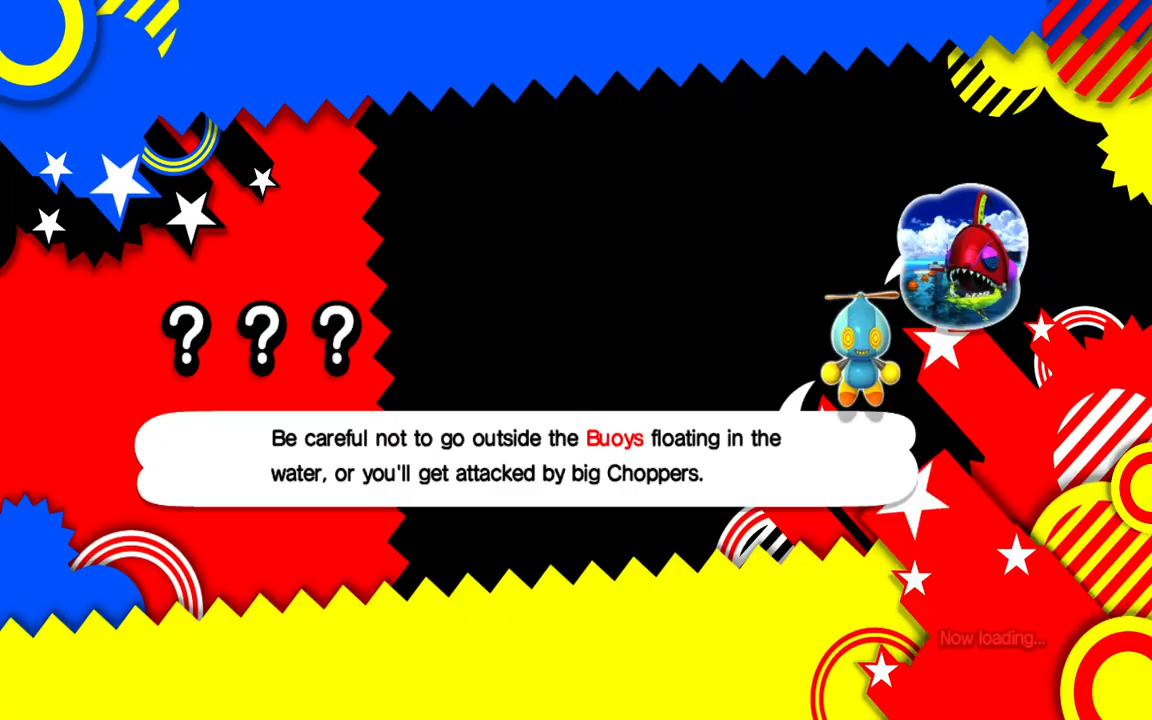 ? ? ?
Be careful not to go outside the Buoys floating in the
water, or you'll get attacked by big Choppers.
Now loading...